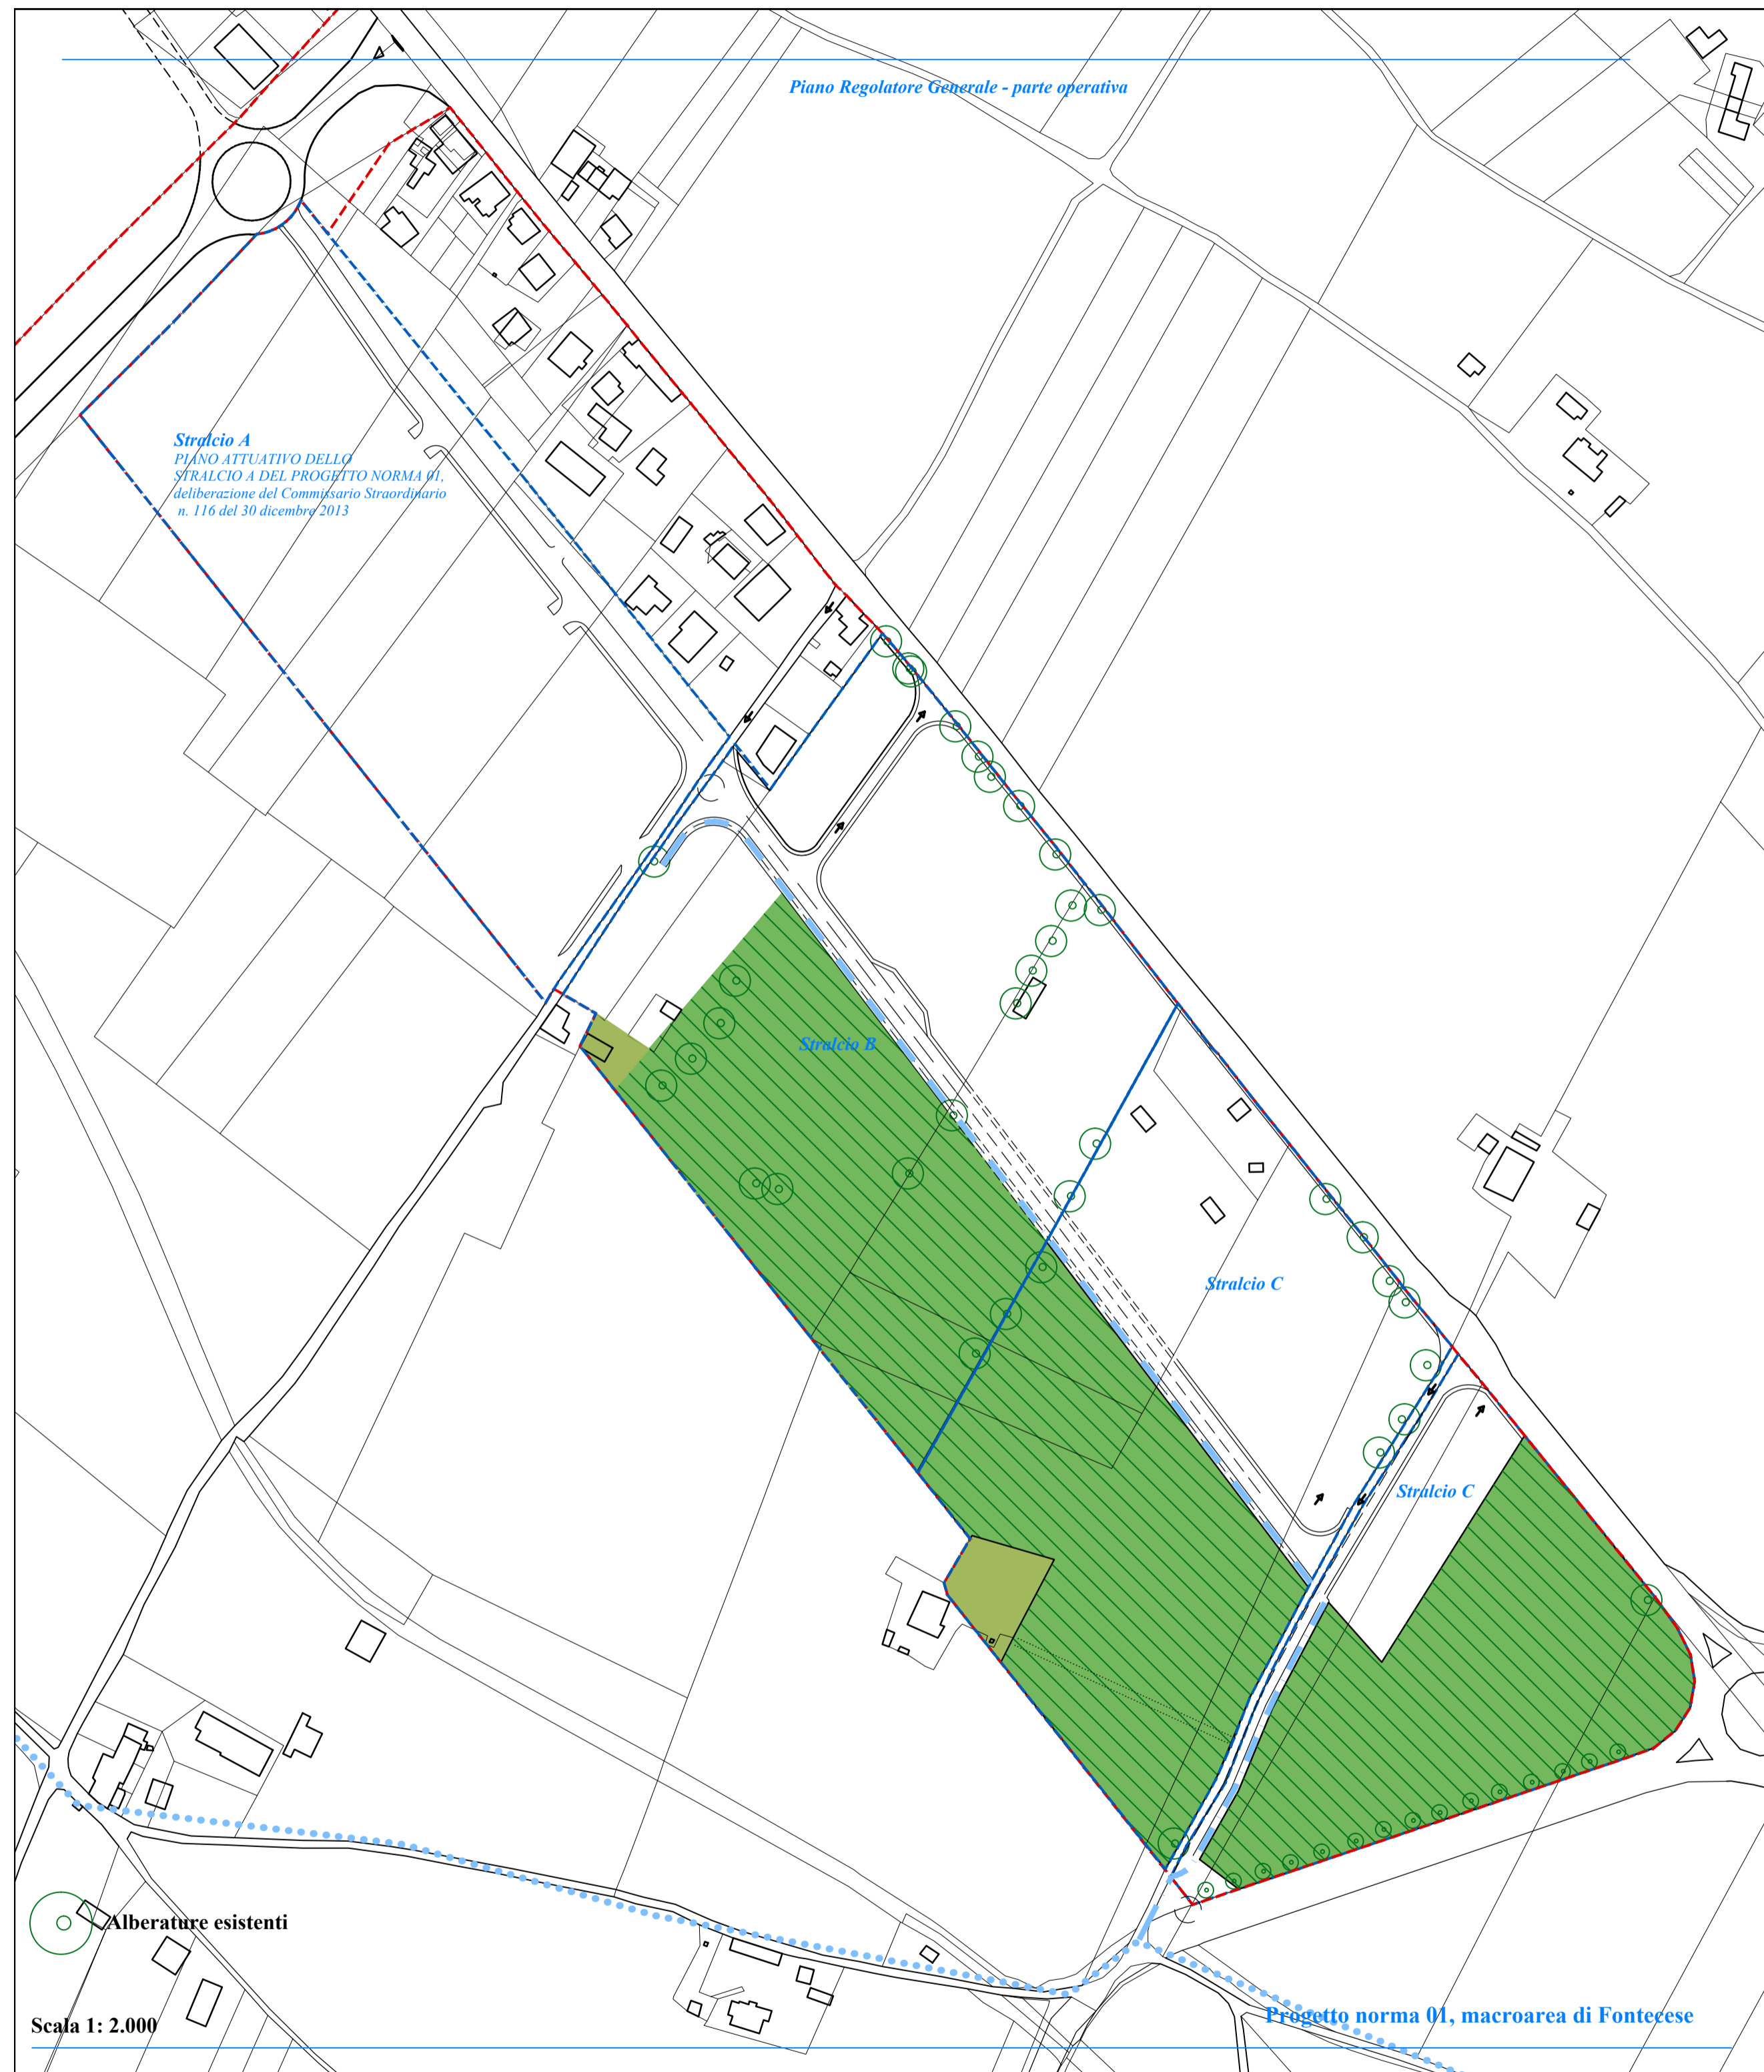 Piano Regolatore Generale - parte operativa
Stralcio A
PIANO ATTUATIVO DELLO
STRALCIO A DEL PROGETTO NORMA 01,
deliberazione del Commissario Straordinario
n. 116 del 30 dicembre 2013
Stralcio B
Stralcio C
Stralcio C
Alberature esistenti
Scala 1: 2.000
Progetto norma 01, macroarea di Fontecese